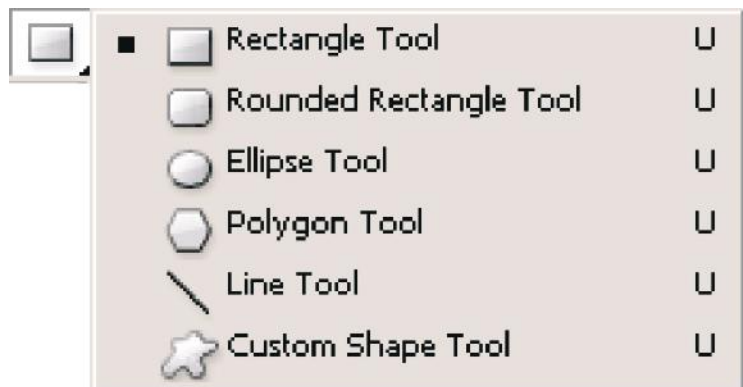 Rectangle Tool U
Rounded Rectangle Tool U
Ellipse Tool U
Polygon Tool U
Line Tool U
Custom Shape Tool U